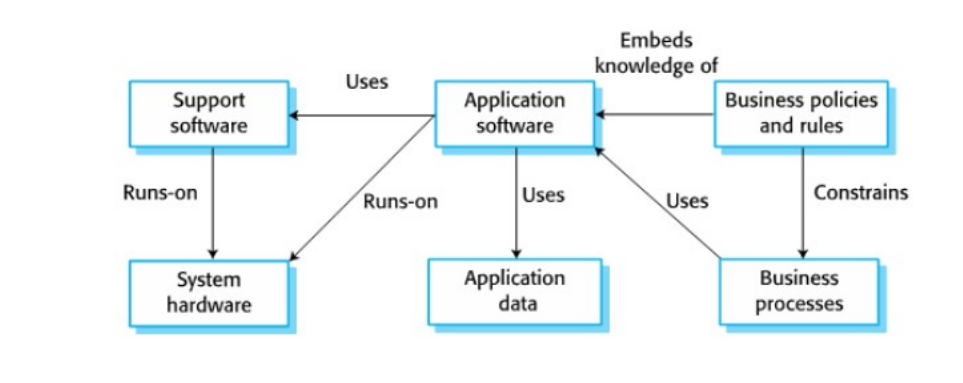 Embeds
knowledge of
Uses
Support
software
Application
software
Business policies
and rules
Runs-on
Runs-on
Uses
Uses
Constrains
System
hardware
Application
data
Business
processes